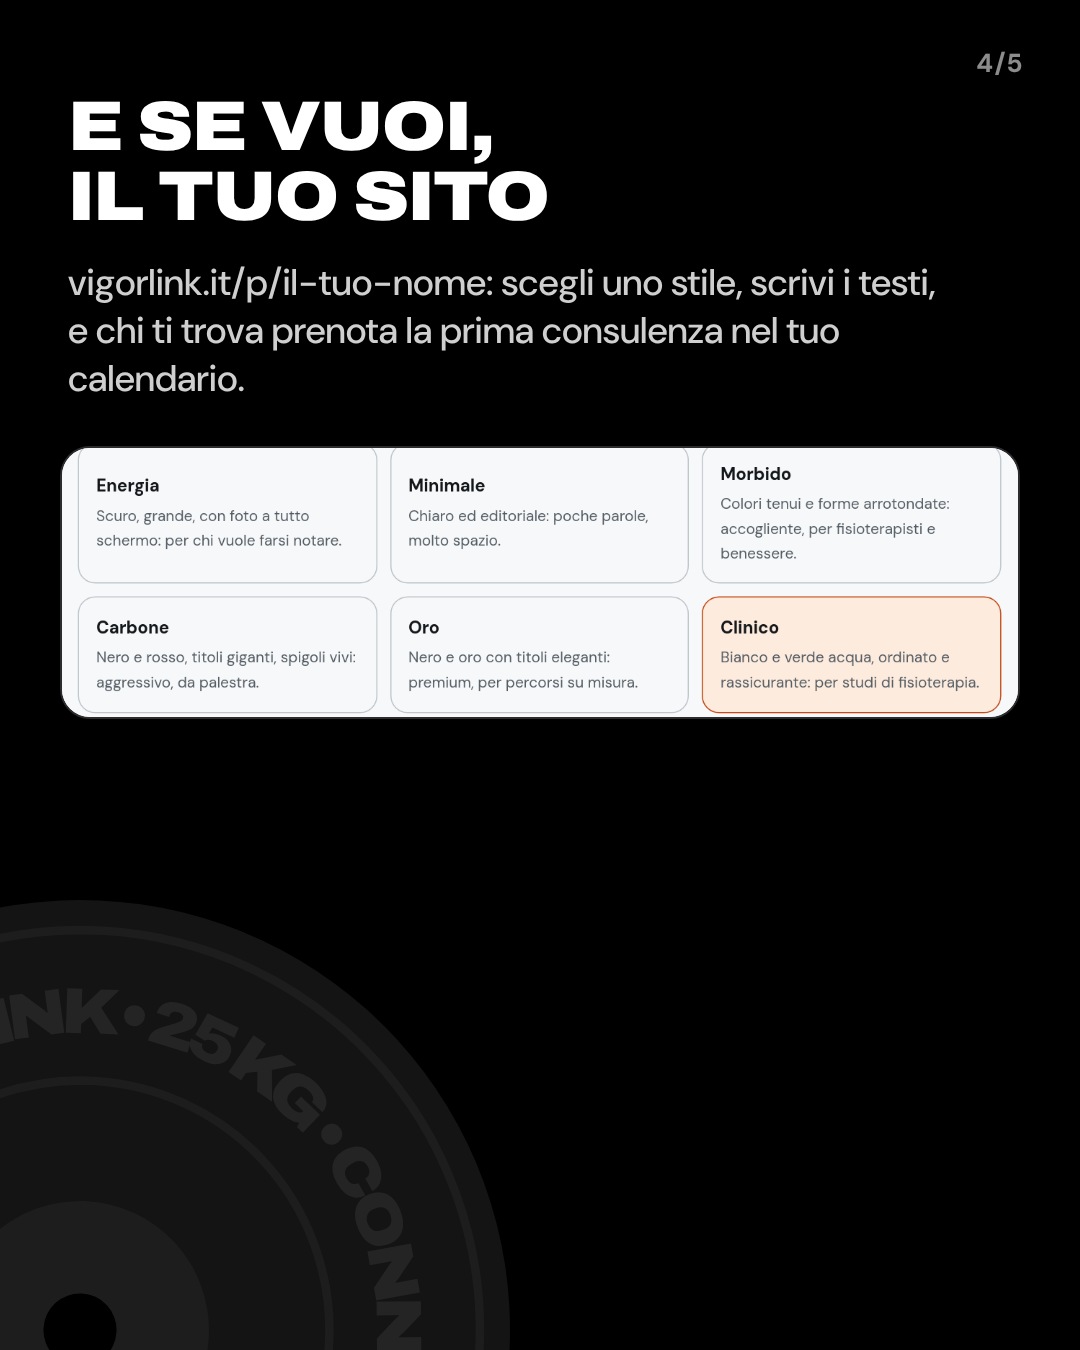 4/5
E SE VUOI,
IL TUO SITO
vigorlink.it/p/il-tuo-nome: scegli uno stile, scrivi i testi,
e chi ti trova prenota la prima consulenza nel tuo
calendario.
Energia
Scuro, grande, con foto a tutto
schermo: per chi vuole farsi notare.
Minimale
Chiaro ed editoriale: poche parole,
molto spazio.
Morbido
Colori tenui e forme arrotondate:
accogliente, per fisioterapisti e
benessere.
Carbone
Nero e rosso, titoli giganti, spigoli vivi:
aggressivo, da palestra.
Oro
Nero e oro con titoli eleganti:
premium, per percorsi su misura.
Clinico
Bianco e verde acqua, ordinato e
rassicurante: per studi di fisioterapia.
INK • 25 KG • CONN